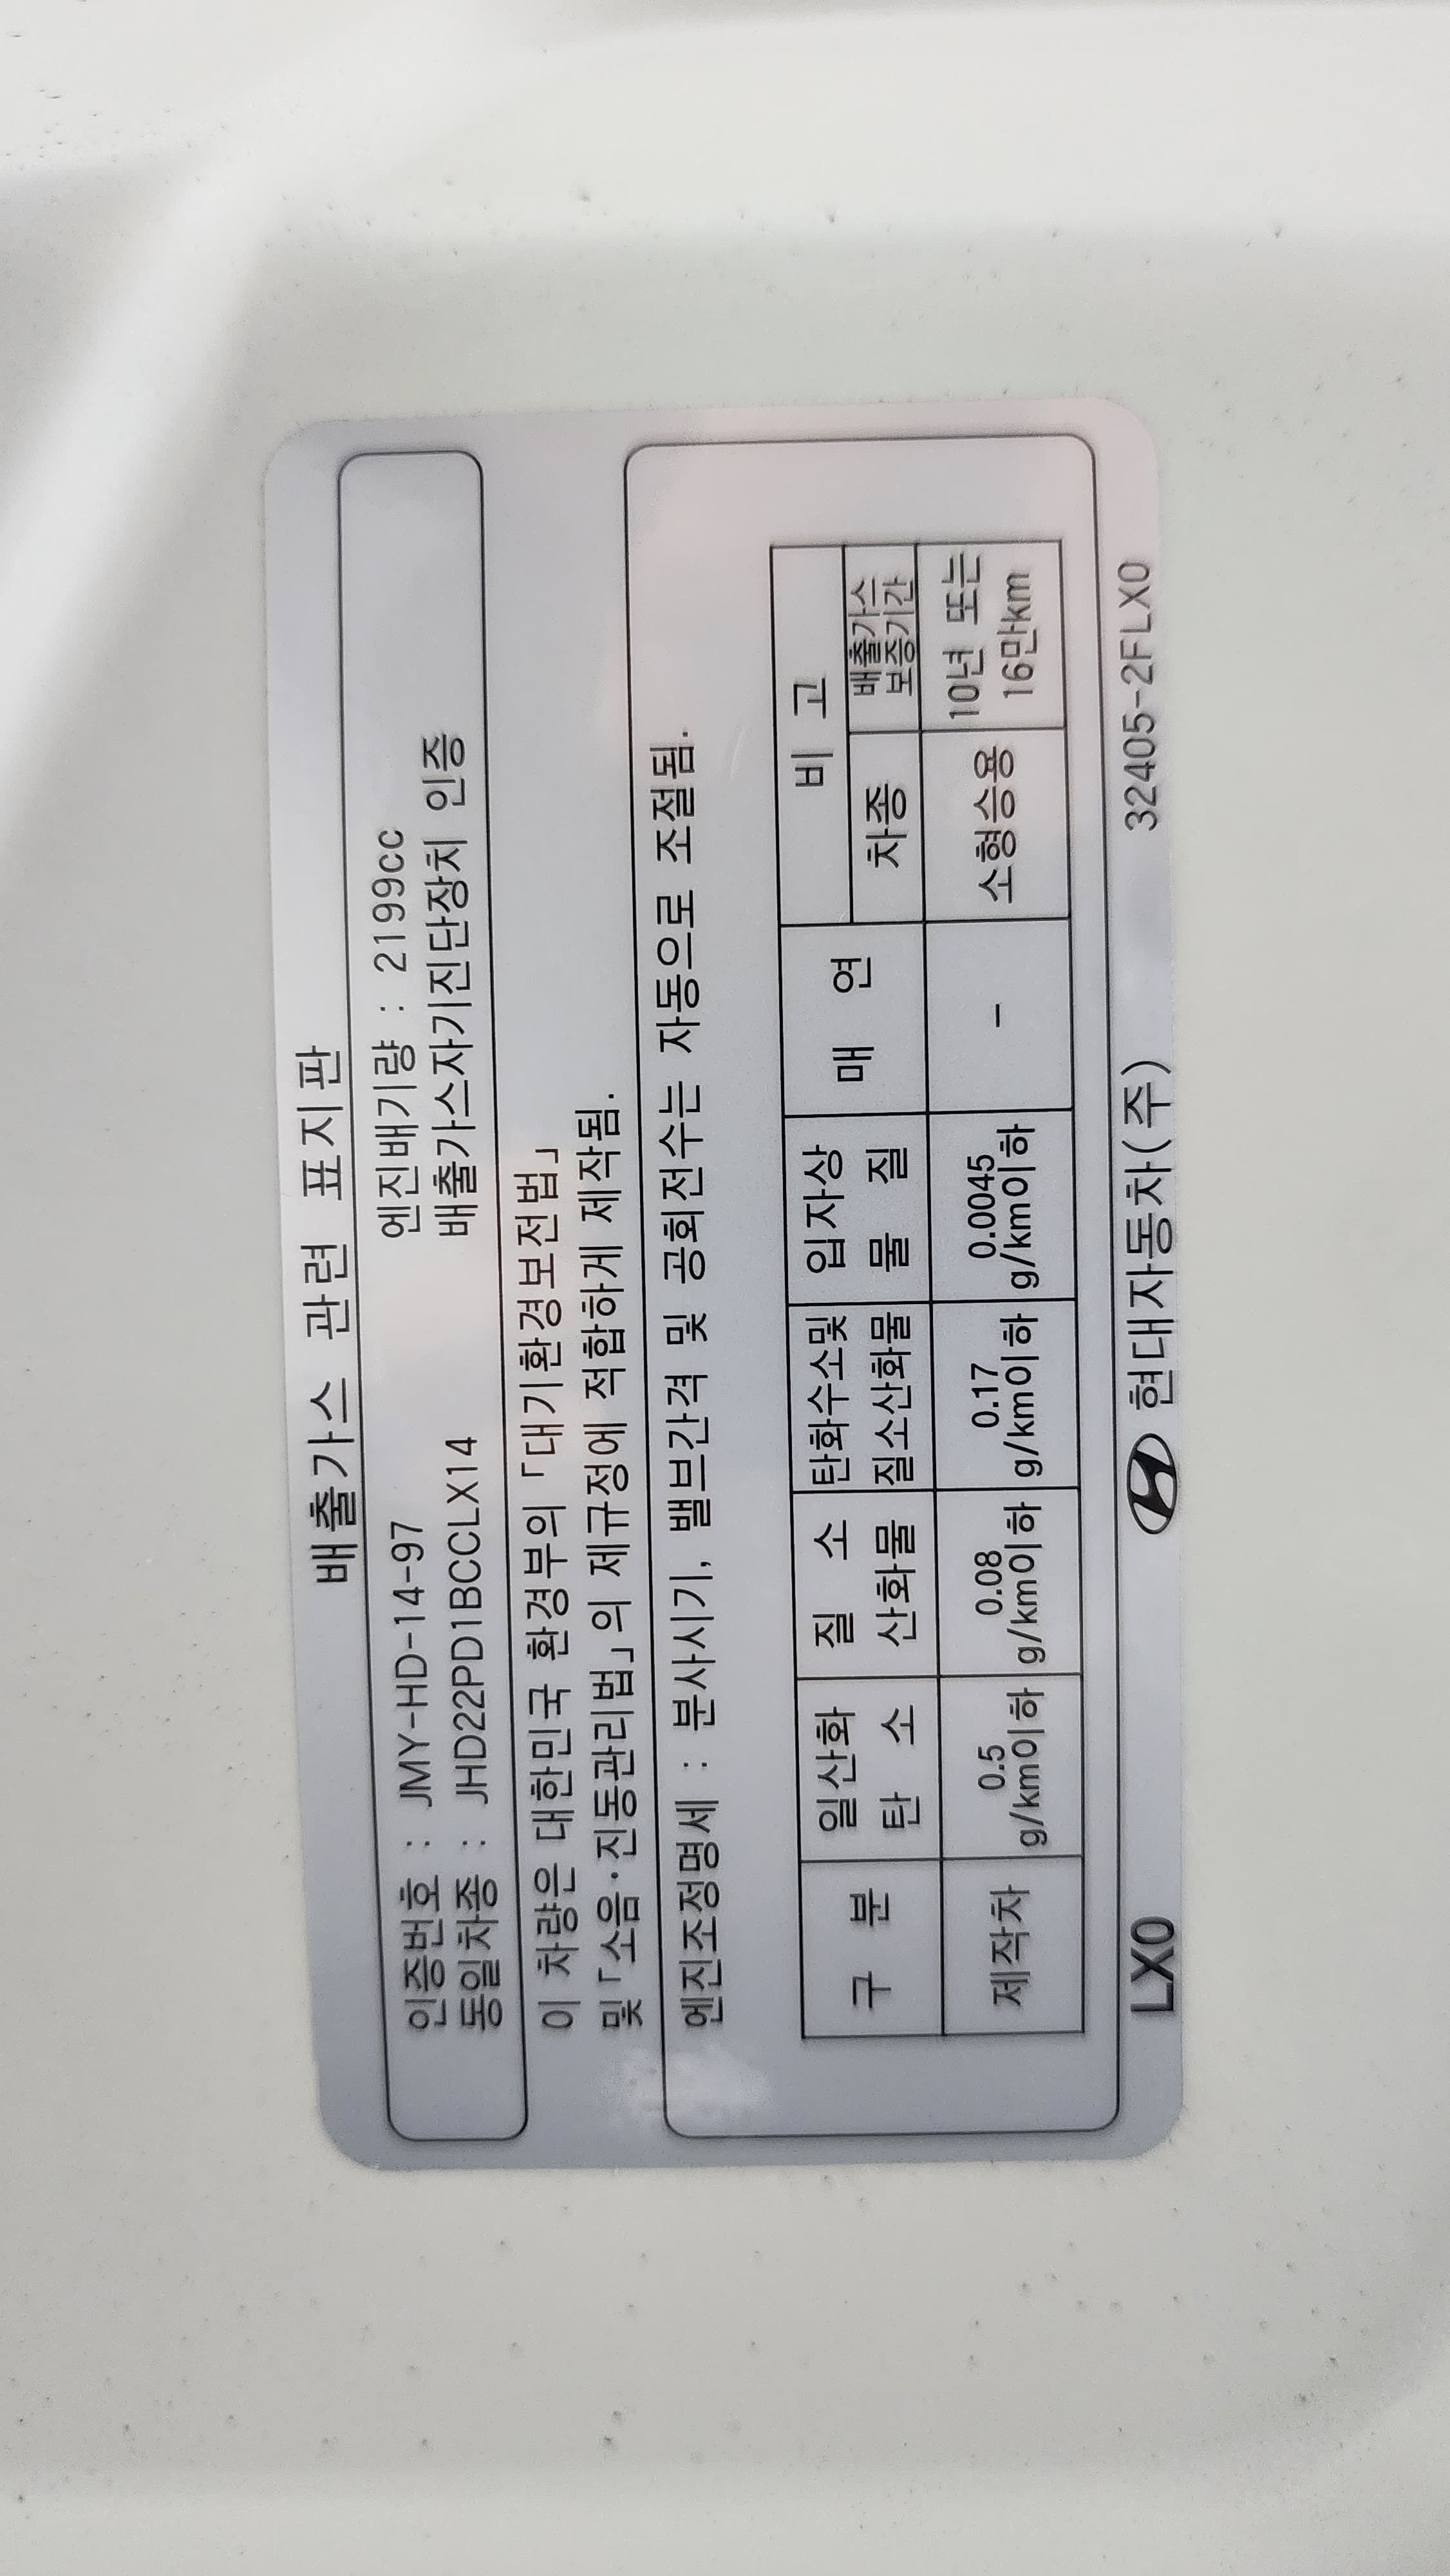 배출가스 관련 표지판
인증번호 : JMY-HD-14-97 엔진배기량 : 2199cc
동일차종 : JHD22PD1BCCLX14 배출가스자기진단장치 인증
이 차량은 대한민국 환경부의 「대기환경보전법」
및 「소음·진동관리법」의 제규정에 적합하게 제작됨.
엔진조정명세 : 분사시기, 밸브간격 및 공회전수는 자동으로 조절됨.
구 분 일산화 탄 소 질 소 산화물 탄화수소및 질소산화물 입자상 물 질 매 연 비 고
차종 배출가스 보증기간
제작차 0.5 g/km이하 0.08 g/km이하 0.17 g/km이하 0.0045 g/km이하 - 소형승용 10년 또는 16만km
LX0 현대자동차(주) 32405-2FLX0